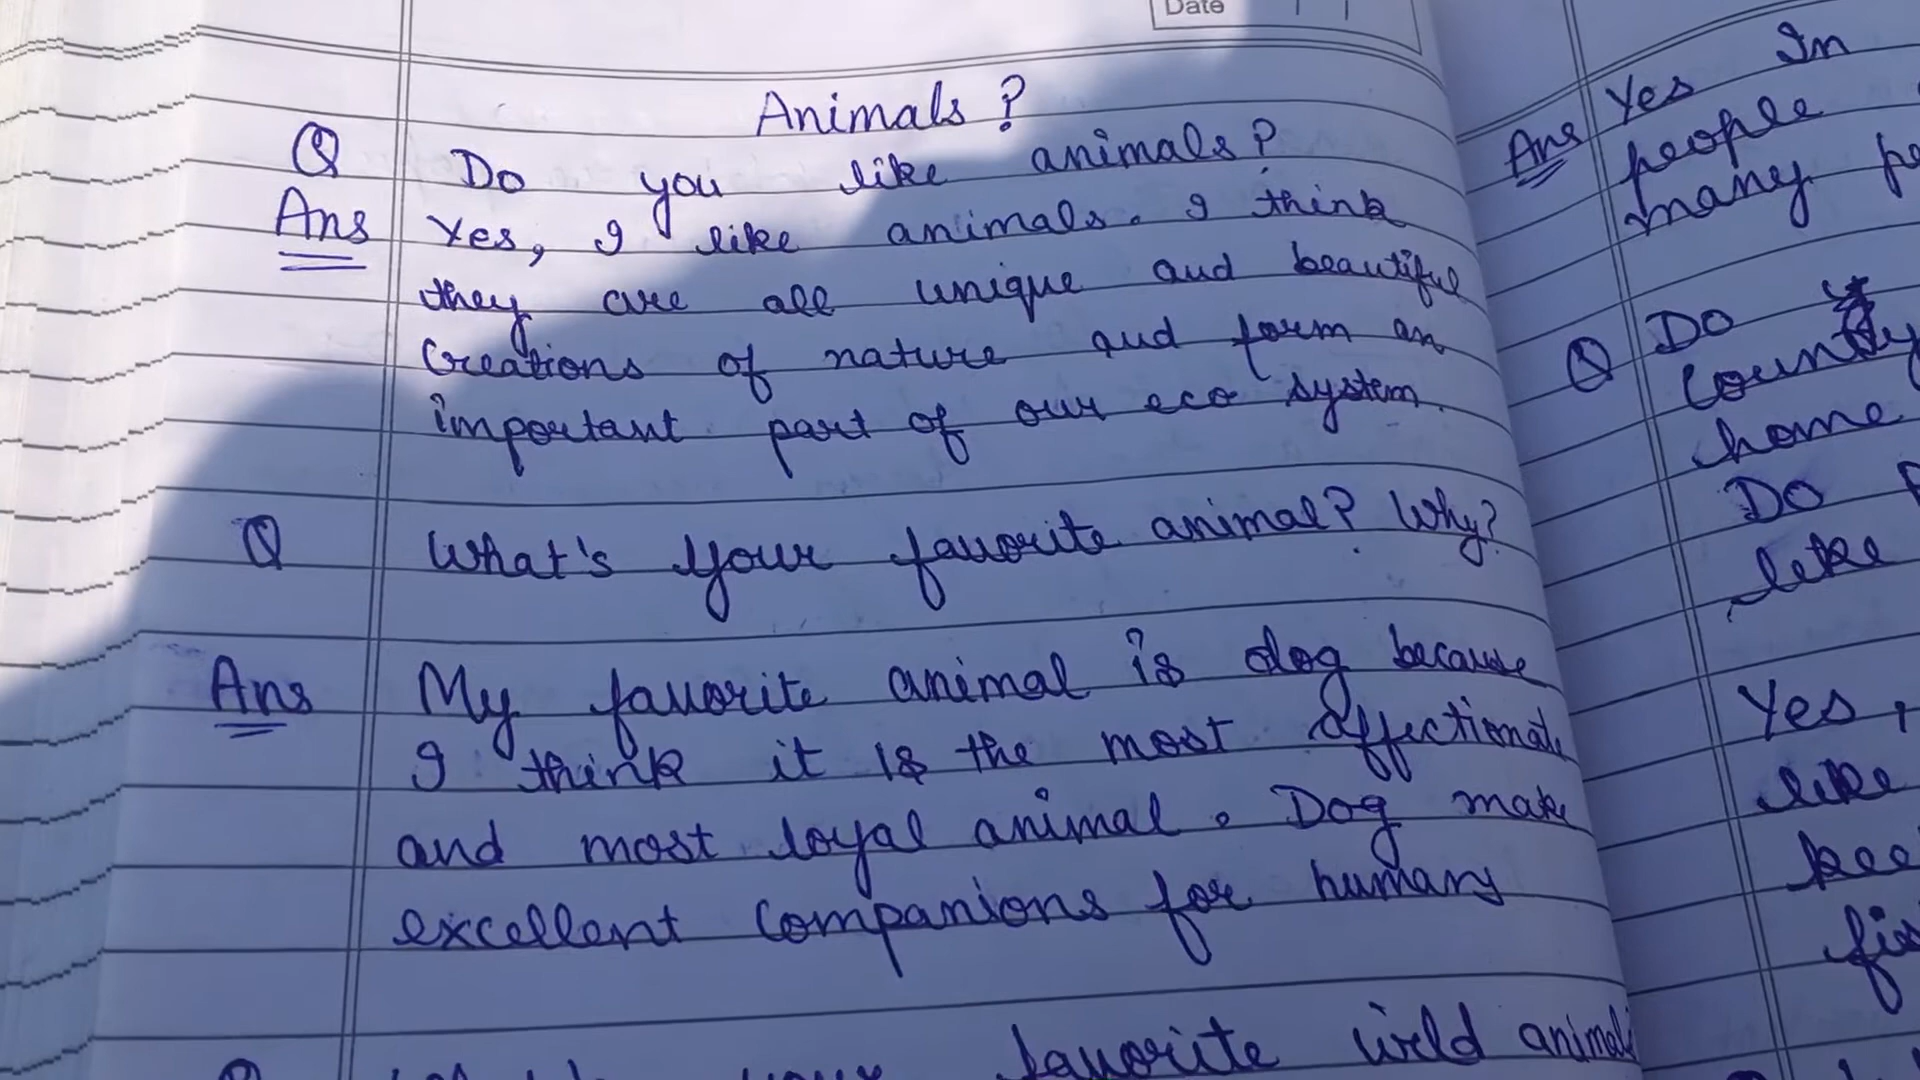 Date
Animals ?
Q Do you like animals?
Ans Yes, I like animals. I think
they are all unique and beautiful
creations of nature and form an
important part of our eco system.
Q What's your favorite animal? Why?
Ans My favorite animal is dog because
I think it is the most affectionate
and most loyal animal. Dog make
excellent companions for humans
your favorite wild animal
Yes In
Ans people
many
Q Do
country
home
Do
like
Yes,
like